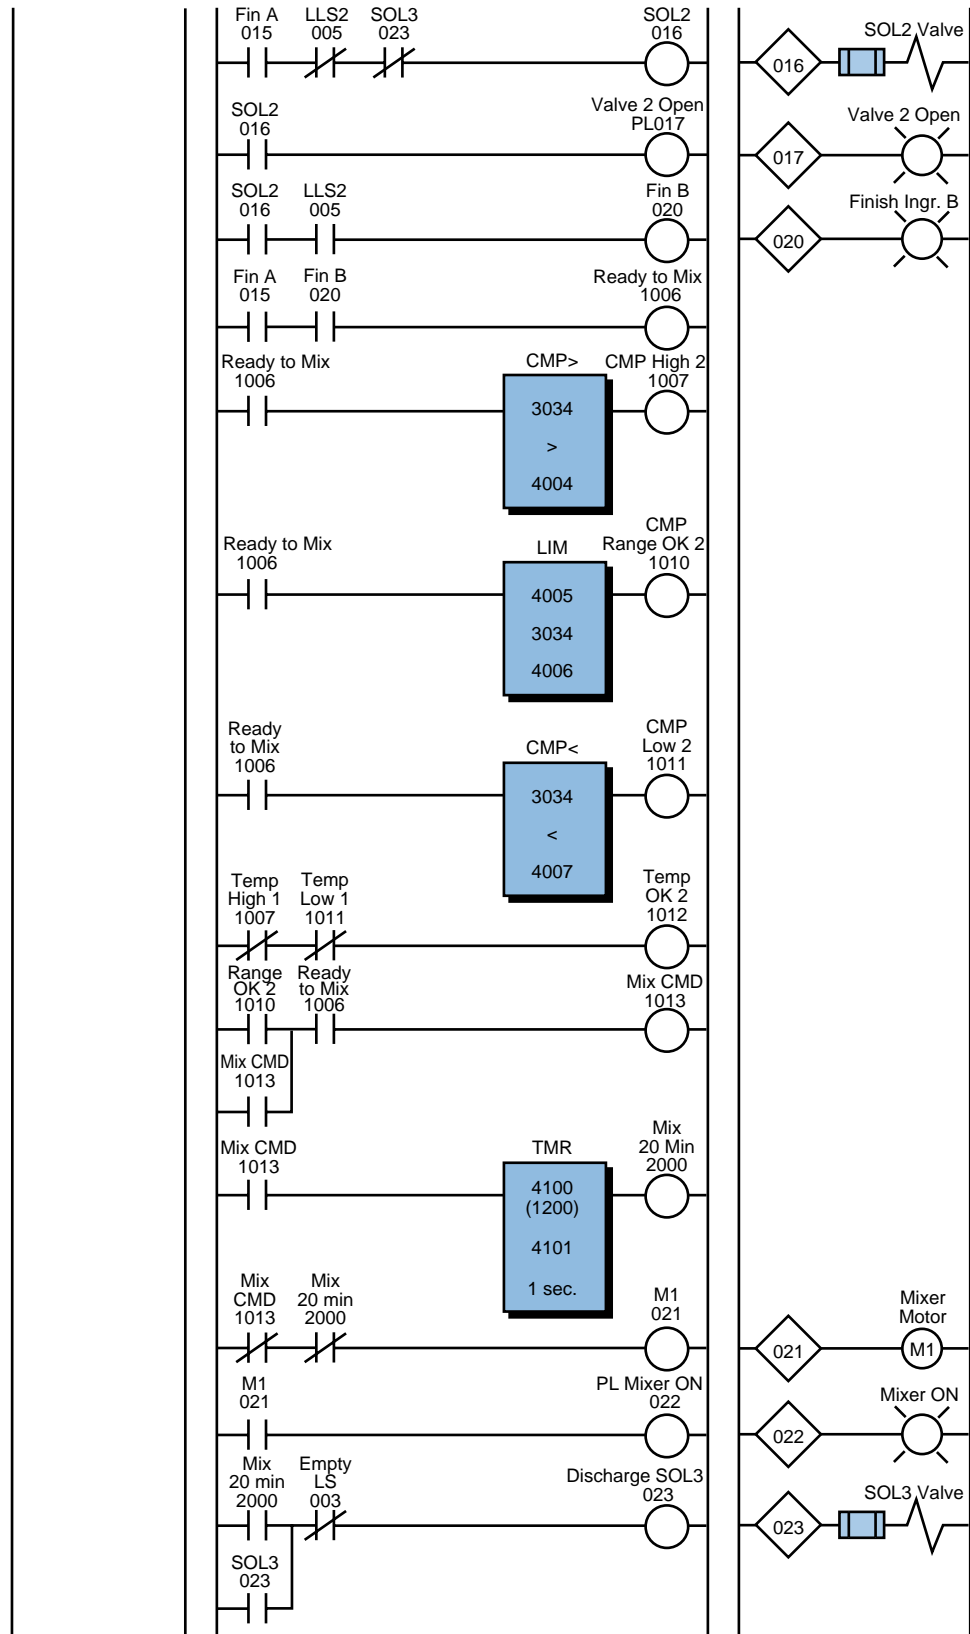 Fin A LLS2 SOL3 SOL2
015 005 023 016
SOL2 Valve
016
SOL2 Valve 2 Open
016 PL017
Valve 2 Open
017
SOL2 LLS2 Fin B
016 005 020
Finish Ingr. B
020
Fin A Fin B Ready to Mix
015 020 1006
Ready to Mix CMP> CMP High 2
1006 1007
3034
>
4004
Ready to Mix LIM CMP
1006 Range OK 2
1010
4005
3034
4006
Ready
to Mix
1006
CMP<
CMP
Low 2
1011
3034
<
4007
Temp Temp Temp
High 1 Low 1 OK 2
1007 1011 1012
Range Ready
OK 2 to Mix Mix CMD
1010 1006 1013
Mix CMD
1013
Mix CMD
1013
TMR
Mix
20 Min
2000
4100
(1200)
4101
1 sec.
Mix Mix
CMD 20 min M1
1013 2000 021
Mixer
Motor
021 M1
M1 PL Mixer ON
021 022
Mixer ON
022
Mix Empty
20 min LS Discharge SOL3
2000 003 023
SOL3 Valve
023
SOL3
023